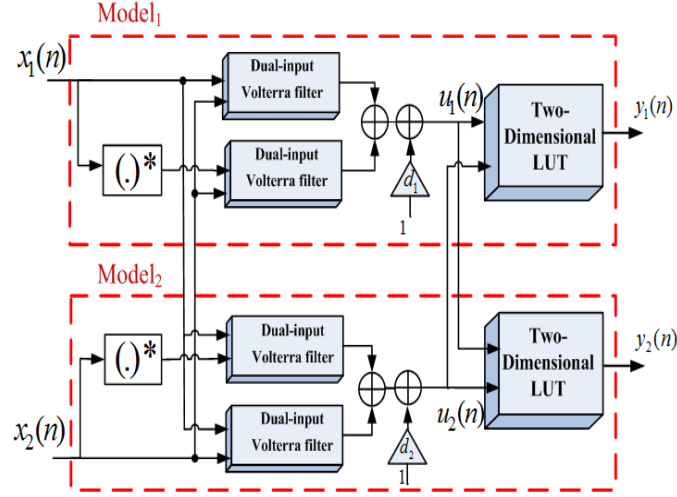 Model₁
x₁(n)
Dual-input
Volterra filter
u₁(n)
Two-
Dimensional
LUT
y₁(n)
(.)*
Dual-input
Volterra filter
d₁
1
Model₂
(.)*
Dual-input
Volterra filter
Two-
Dimensional
LUT
y₂(n)
x₂(n)
Dual-input
Volterra filter
u₂(n)
d₂
1